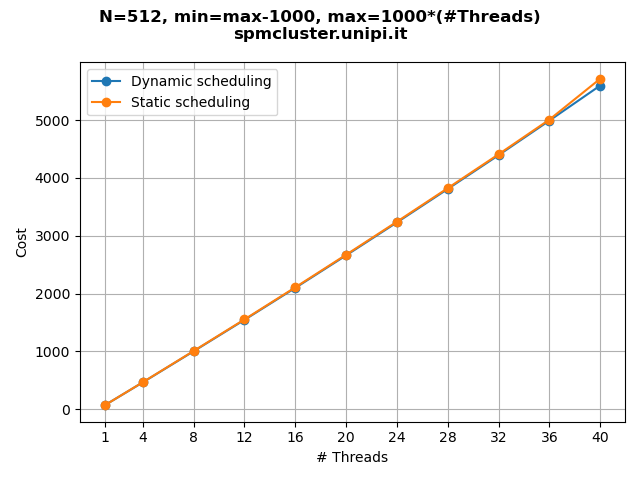 N=512, min=max-1000, max=1000*(#Threads)
spmcluster.unipi.it
Dynamic scheduling
Static scheduling
Cost
5000
4000
3000
2000
1000
0
1 4 8 12 16 20 24 28 32 36 40
# Threads